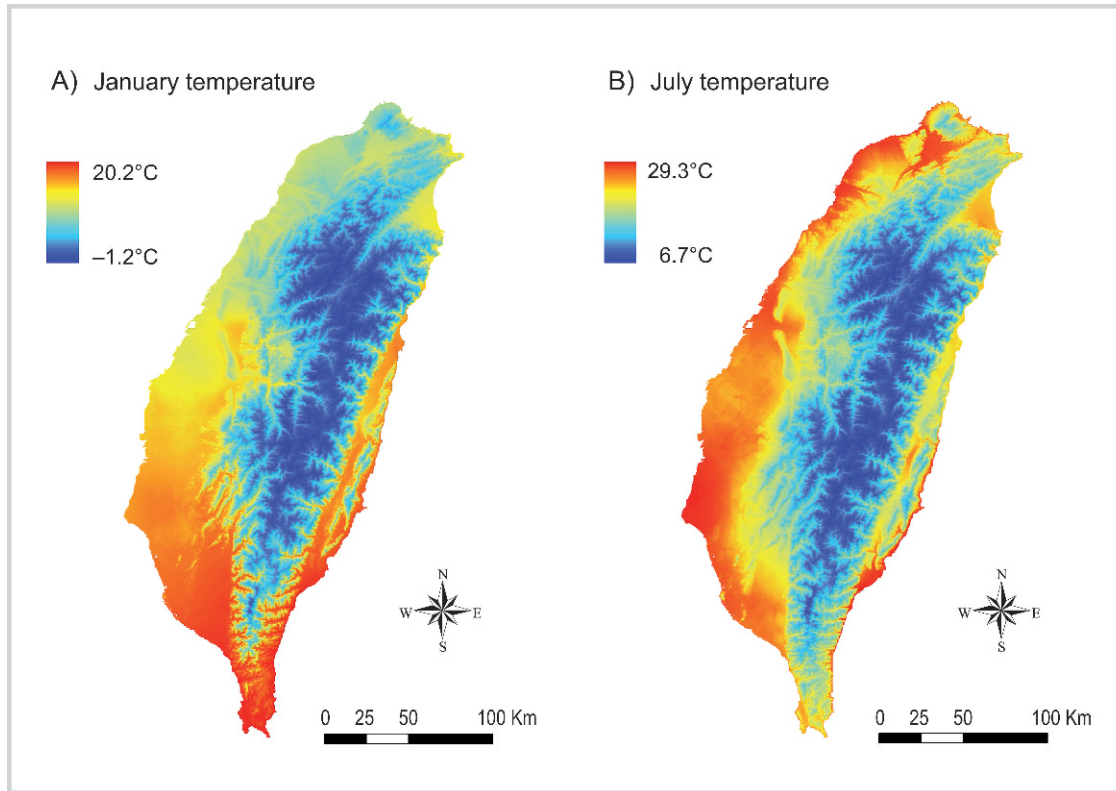 A) January temperature
20.2°C
–1.2°C
N
W E
S
0 25 50 100 Km
B) July temperature
29.3°C
6.7°C
N
W E
S
0 25 50 100 Km